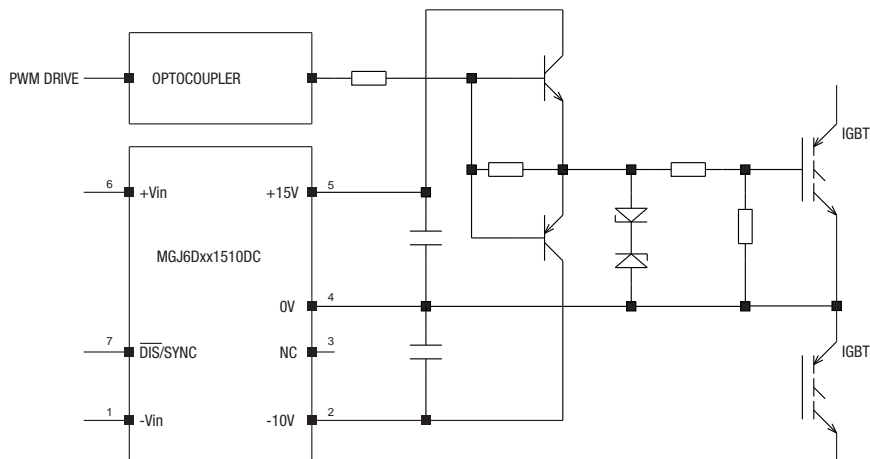 PWM DRIVE
OPTOCOUPLER
IGBT
6
+Vin
+15V
5
MGJ6Dxx1510DC
0V
4
7
DIS/SYNC
NC
3
IGBT
1
-Vin
-10V
2